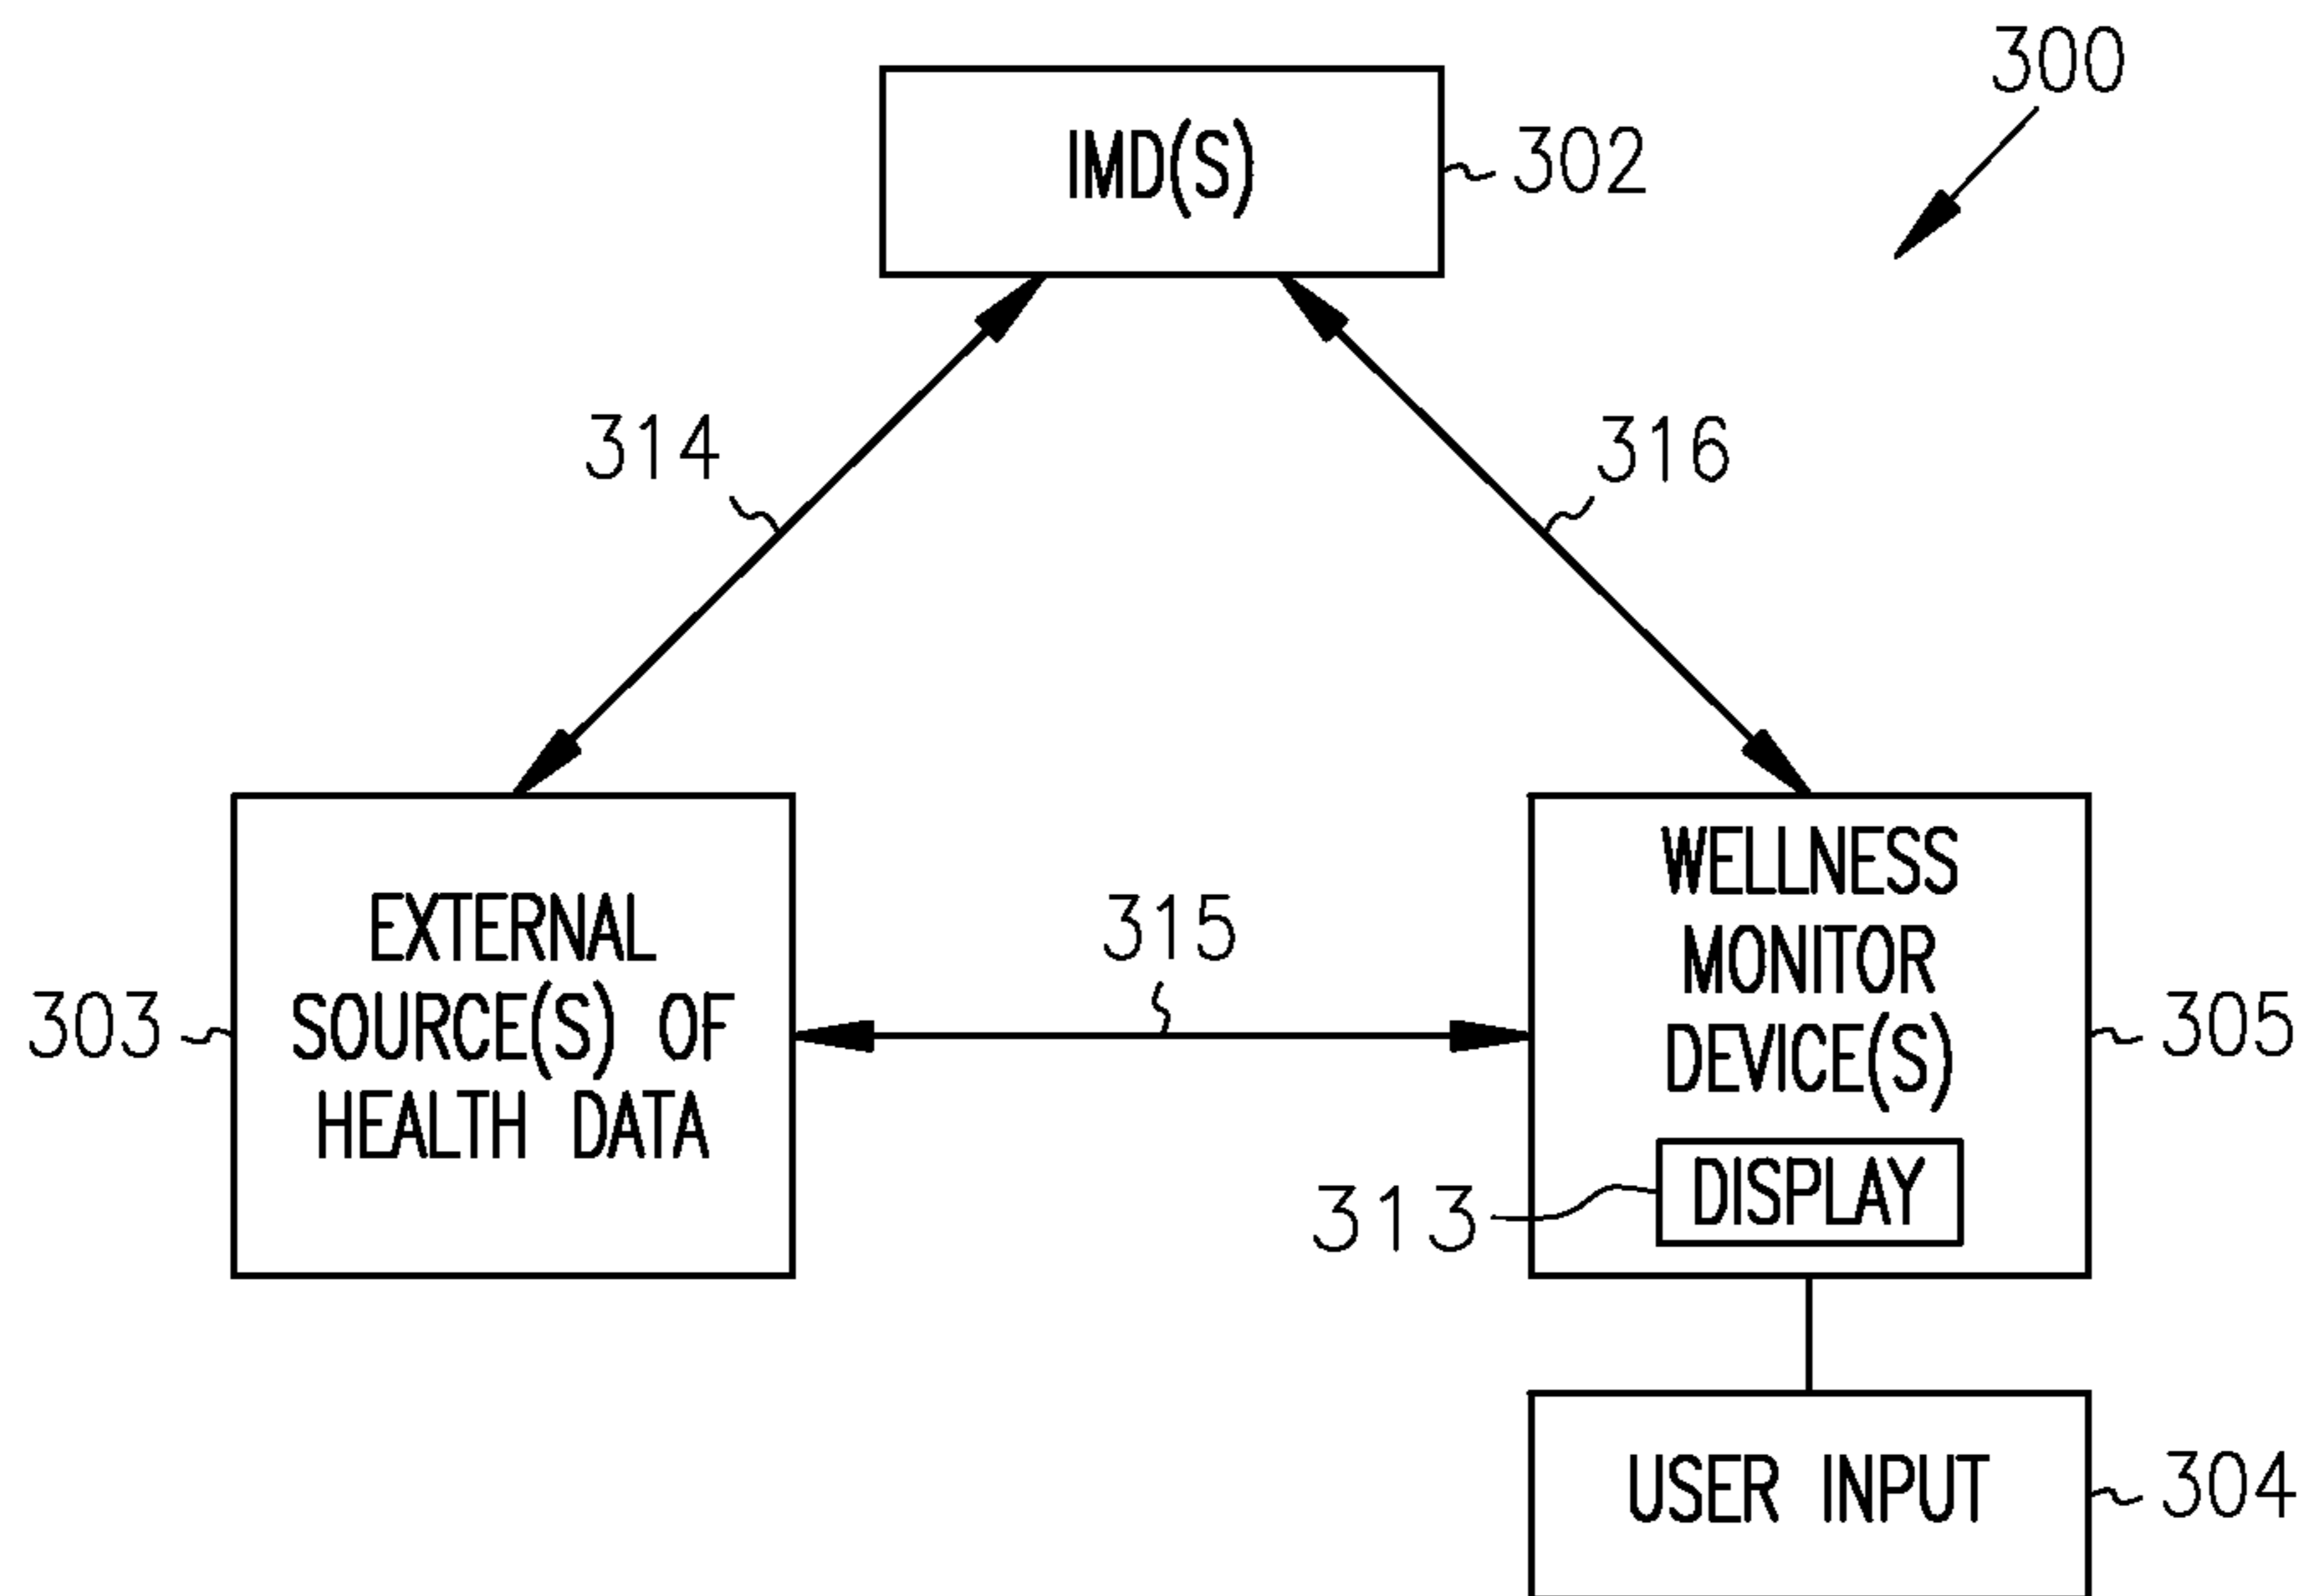 300
IMD(S)
302
314
316
EXTERNAL
SOURCE(S) OF
HEALTH DATA
303
315
WELLNESS
MONITOR
DEVICE(S)
305
DISPLAY
313
USER INPUT
304